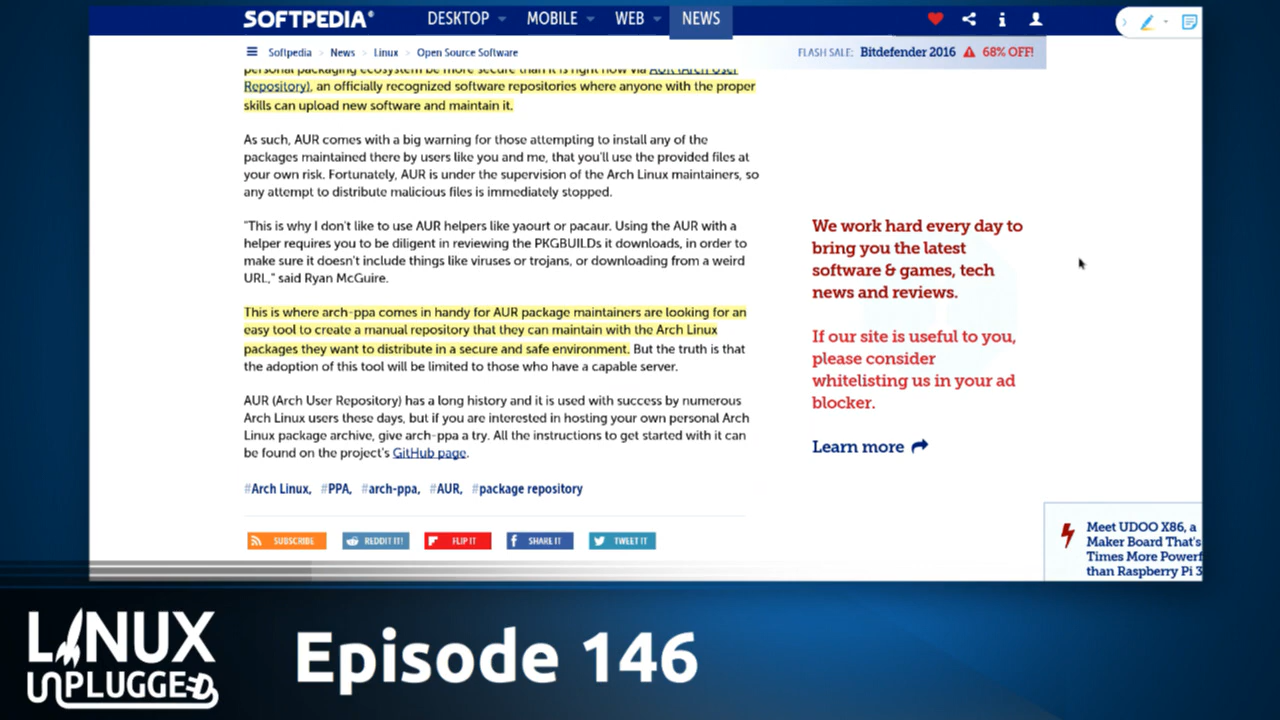 SOFTPEDIA®
DESKTOP MOBILE WEB NEWS
Softpedia > News > Linux > Open Source Software
FLASH SALE: Bitdefender 2016 68% OFF!
personal packaging ecosystem be more secure than it is right now via AUR (Arch User
Repository), an officially recognized software repositories where anyone with the proper
skills can upload new software and maintain it.
As such, AUR comes with a big warning for those attempting to install any of the
packages maintained there by users like you and me, that you'll use the provided files at
your own risk. Fortunately, AUR is under the supervision of the Arch Linux maintainers, so
any attempt to distribute malicious files is immediately stopped.
"This is why I don't like to use AUR helpers like yaourt or pacaur. Using the AUR with a
helper requires you to be diligent in reviewing the PKGBUILDs it downloads, in order to
make sure it doesn't include things like viruses or trojans, or downloading from a weird
URL," said Ryan McGuire.
This is where arch-ppa comes in handy for AUR package maintainers are looking for an
easy tool to create a manual repository that they can maintain with the Arch Linux
packages they want to distribute in a secure and safe environment. But the truth is that
the adoption of this tool will be limited to those who have a capable server.
AUR (Arch User Repository) has a long history and it is used with success by numerous
Arch Linux users these days, but if you are interested in hosting your own personal Arch
Linux package archive, give arch-ppa a try. All the instructions to get started with it can
be found on the project's GitHub page.
#Arch Linux, #PPA, #arch-ppa, #AUR, #package repository
SUBSCRIBE REDDIT IT! FLIP IT SHARE IT TWEET IT
We work hard every day to
bring you the latest
software & games, tech
news and reviews.
If our site is useful to you,
please consider
whitelisting us in your ad
blocker.
Learn more
Meet UDOO X86, a
Maker Board That's
Times More Powerf
than Raspberry Pi 3
LINUX
UNPLUGGED
Episode 146